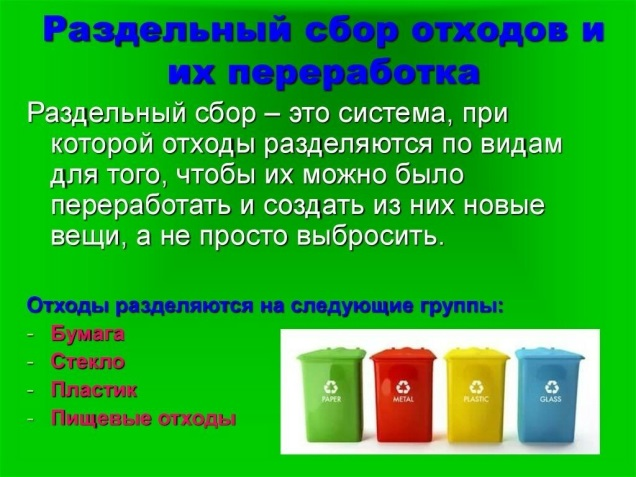 Раздельный сбор отходов и
их переработка
Раздельный сбор – это система, при
которой отходы разделяются по видам
для того, чтобы их можно было
переработать и создать из них новые
вещи, а не просто выбросить.
Отходы разделяются на следующие группы:
- Бумага
- Стекло
- Пластик
- Пищевые отходы
PAPER
METAL
PLASTIC
GLASS